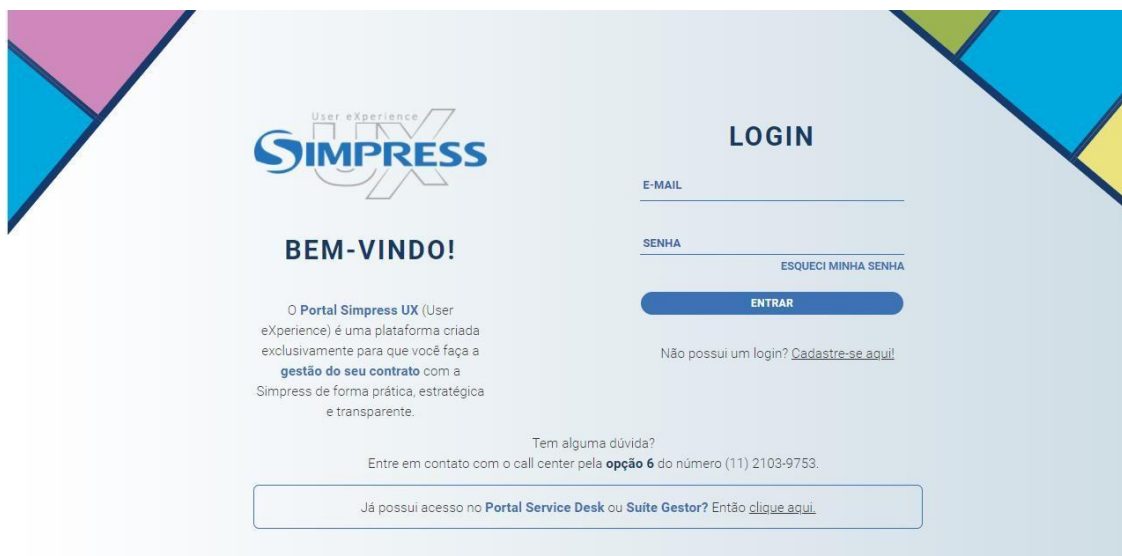 User eXperience
UX
SIMPRESS
BEM-VINDO!
O Portal Simpress UX (User
eXperience) é uma plataforma criada
exclusivamente para que você faça a
gestão do seu contrato com a
Simpress de forma prática, estratégica
e transparente.
LOGIN
E-MAIL
SENHA
ESQUECI MINHA SENHA
ENTRAR
Não possui um login? Cadastre-se aqui!
Tem alguma dúvida?
Entre em contato com o call center pela opção 6 do número (11) 2103-9753.
Já possui acesso no Portal Service Desk ou Suíte Gestor? Então clique aqui.